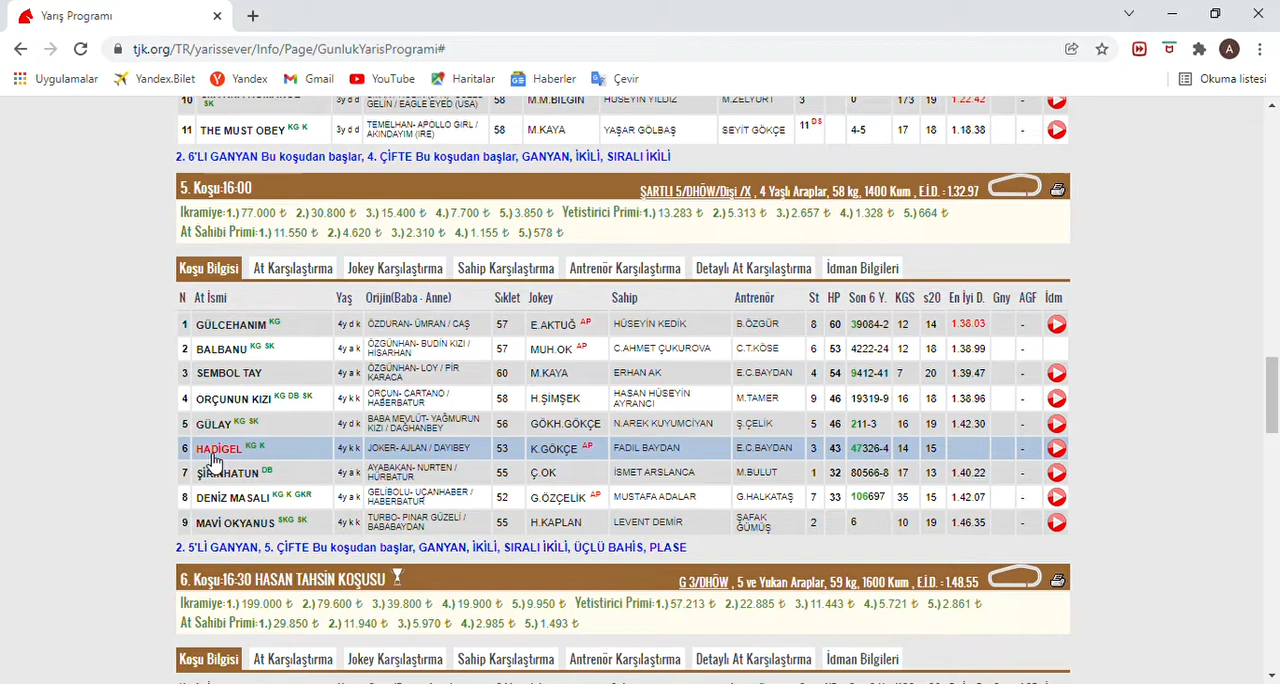 Yarış Programı
tjk.org/TR/yarissever/Info/Page/GunlukYarisProgrami#
A
Uygulamalar Yandex.Bilet Yandex Gmail YouTube Haritalar Haberler Çevir Okuma listesi
10 SK GELİN / EAGLE EYED (USA) 58 M.M.BİLGİN HÜSEYİN YILDIZ M.ZELYURT 3 0 173 19 1.22.42
11 THE MUST OBEY KG K 3y d d TEMELHAN- APOLLO GIRL / AKINDAYIM (IRE) 58 M.KAYA YAŞAR GÖLBAŞ SEYİT GÖKÇE 11 DS 4-5 17 18 1.18.38 -
2. 6'LI GANYAN Bu koşudan başlar, 4. ÇİFTE Bu koşudan başlar, GANYAN, İKİLİ, SIRALI İKİLİ
5. Koşu:16:00 ŞARTLI 5/DHÖW/Dişi /X , 4 Yaşlı Araplar, 58 kg, 1400 Kum , E.İ.D. : 1.32.97
İkramiye:1.) 77.000 ₺ 2.) 30.800 ₺ 3.) 15.400 ₺ 4.) 7.700 ₺ 5.) 3.850 ₺ Yetistirici Primi:1.) 13.283 ₺ 2.) 5.313 ₺ 3.) 2.657 ₺ 4.) 1.328 ₺ 5.) 664 ₺
At Sahibi Primi:1.) 11.550 ₺ 2.) 4.620 ₺ 3.) 2.310 ₺ 4.) 1.155 ₺ 5.) 578 ₺
Koşu Bilgisi At Karşılaştırma Jokey Karşılaştırma Sahip Karşılaştırma Antrenör Karşılaştırma Detaylı At Karşılaştırma İdman Bilgileri
N At İsmi Yaş Orijin(Baba - Anne) Sıklet Jokey Sahip Antrenör St HP Son 6 Y. KGS s20 En İyi D. Gny AGF İdm
1 GÜLCEHANIM KG 4y d k ÖZDURAN- ÜMRAN / CAŞ 57 E.AKTUĞ AP HÜSEYİN KEDİK B.ÖZGÜR 8 60 39084-2 12 14 1.38.03 -
2 BALBANU KG SK 4y a k ÖZGÜNHAN- BUDİN KIZI / HİSARHAN 57 MUH.OK AP C.AHMET ÇUKUROVA C.T.KÖSE 6 53 4222-24 12 18 1.38.99 -
3 SEMBOL TAY 4y a k ÖZGÜNHAN- LOY / PİR KARACA 60 M.KAYA ERHAN AK E.C.BAYDAN 4 54 9412-41 7 20 1.39.47 -
4 ORÇUNUN KIZI KG DB SK 4y k k ORÇUN- CARTANO / HABERBATUR 58 H.ŞİMŞEK HASAN HÜSEYİN AYRANCI M.TAMER 9 46 19319-9 16 18 1.38.96 -
5 GÜLAY KG SK 4y d k BABA MEVLÜT- YAĞMURUN KIZI / DAĞHANBEY 56 GÖKH.GÖKÇE N.AREK KUYUMCİYAN Ş.ÇELİK 5 46 211-3 16 19 1.42.30 -
6 HADİGEL KG K 4y k k JOKER- AJLAN / DAYIBEY 53 K.GÖKÇE AP FADIL BAYDAN E.C.BAYDAN 3 43 47326-4 14 15 -
7 ŞİRİNHATUN DB 4y a k AYABAKAN- NURTEN / HÜRBATUR 55 Ç.OK İSMET ARSLANCA M.BULUT 1 32 80566-8 17 13 1.40.22 -
8 DENİZ MASALI KG K GKR 4y a k GELİBOLU- UÇANHABER / HABERBATUR 52 G.ÖZÇELİK AP MUSTAFA ADALAR G.HALKATAŞ 7 33 106697 35 15 1.42.07 -
9 MAVİ OKYANUS SKG SK 4y k k TURBO- PINAR GÜZELİ / BABABAYDAN 55 H.KAPLAN LEVENT DEMİR ŞAFAK GÜMÜŞ 2 6 10 19 1.46.35 -
2. 5'Lİ GANYAN, 5. ÇİFTE Bu koşudan başlar, GANYAN, İKİLİ, SIRALI İKİLİ, ÜÇLÜ BAHİS, PLASE
6. Koşu:16:30 HASAN TAHSİN KOŞUSU G 3/DHÖW , 5 ve Yukarı Araplar, 59 kg, 1600 Kum , E.İ.D. : 1.48.55
İkramiye:1.) 199.000 ₺ 2.) 79.600 ₺ 3.) 39.800 ₺ 4.) 19.900 ₺ 5.) 9.950 ₺ Yetistirici Primi:1.) 57.213 ₺ 2.) 22.885 ₺ 3.) 11.443 ₺ 4.) 5.721 ₺ 5.) 2.861 ₺
At Sahibi Primi:1.) 29.850 ₺ 2.) 11.940 ₺ 3.) 5.970 ₺ 4.) 2.985 ₺ 5.) 1.493 ₺
Koşu Bilgisi At Karşılaştırma Jokey Karşılaştırma Sahip Karşılaştırma Antrenör Karşılaştırma Detaylı At Karşılaştırma İdman Bilgileri